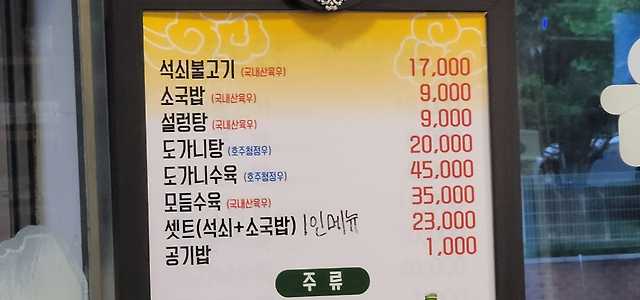 석쇠불고기 (국내산육우) 17,000
소국밥 (국내산육우) 9,000
설렁탕 (국내산육우) 9,000
도가니탕 (호주청정우) 20,000
도가니수육 (호주청정우) 45,000
모듬수육 (국내산육우) 35,000
셋트(석쇠+소국밥) 1인메뉴 23,000
공기밥 1,000
주 류